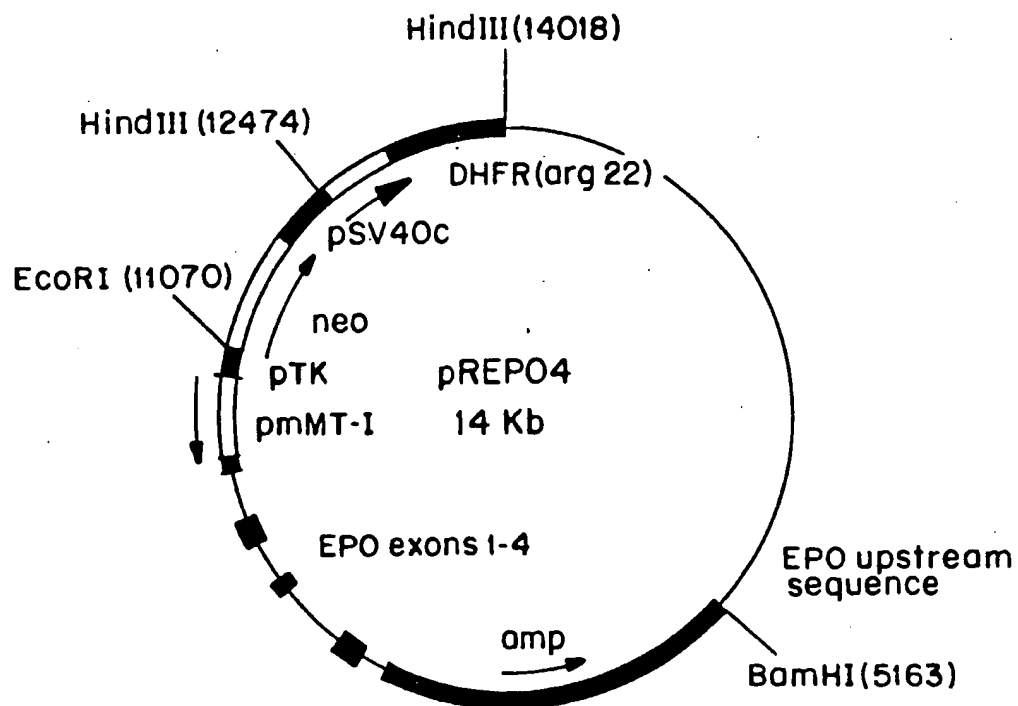 HindIII(14018)
HindIII(12474)
DHFR(arg 22)
pSV40c
EcoRI (11070)
neo
pTK
pREPO4
pmMT-I
14 Kb
EPO exons 1-4
EPO upstream
sequence
amp
BamHI(5163)